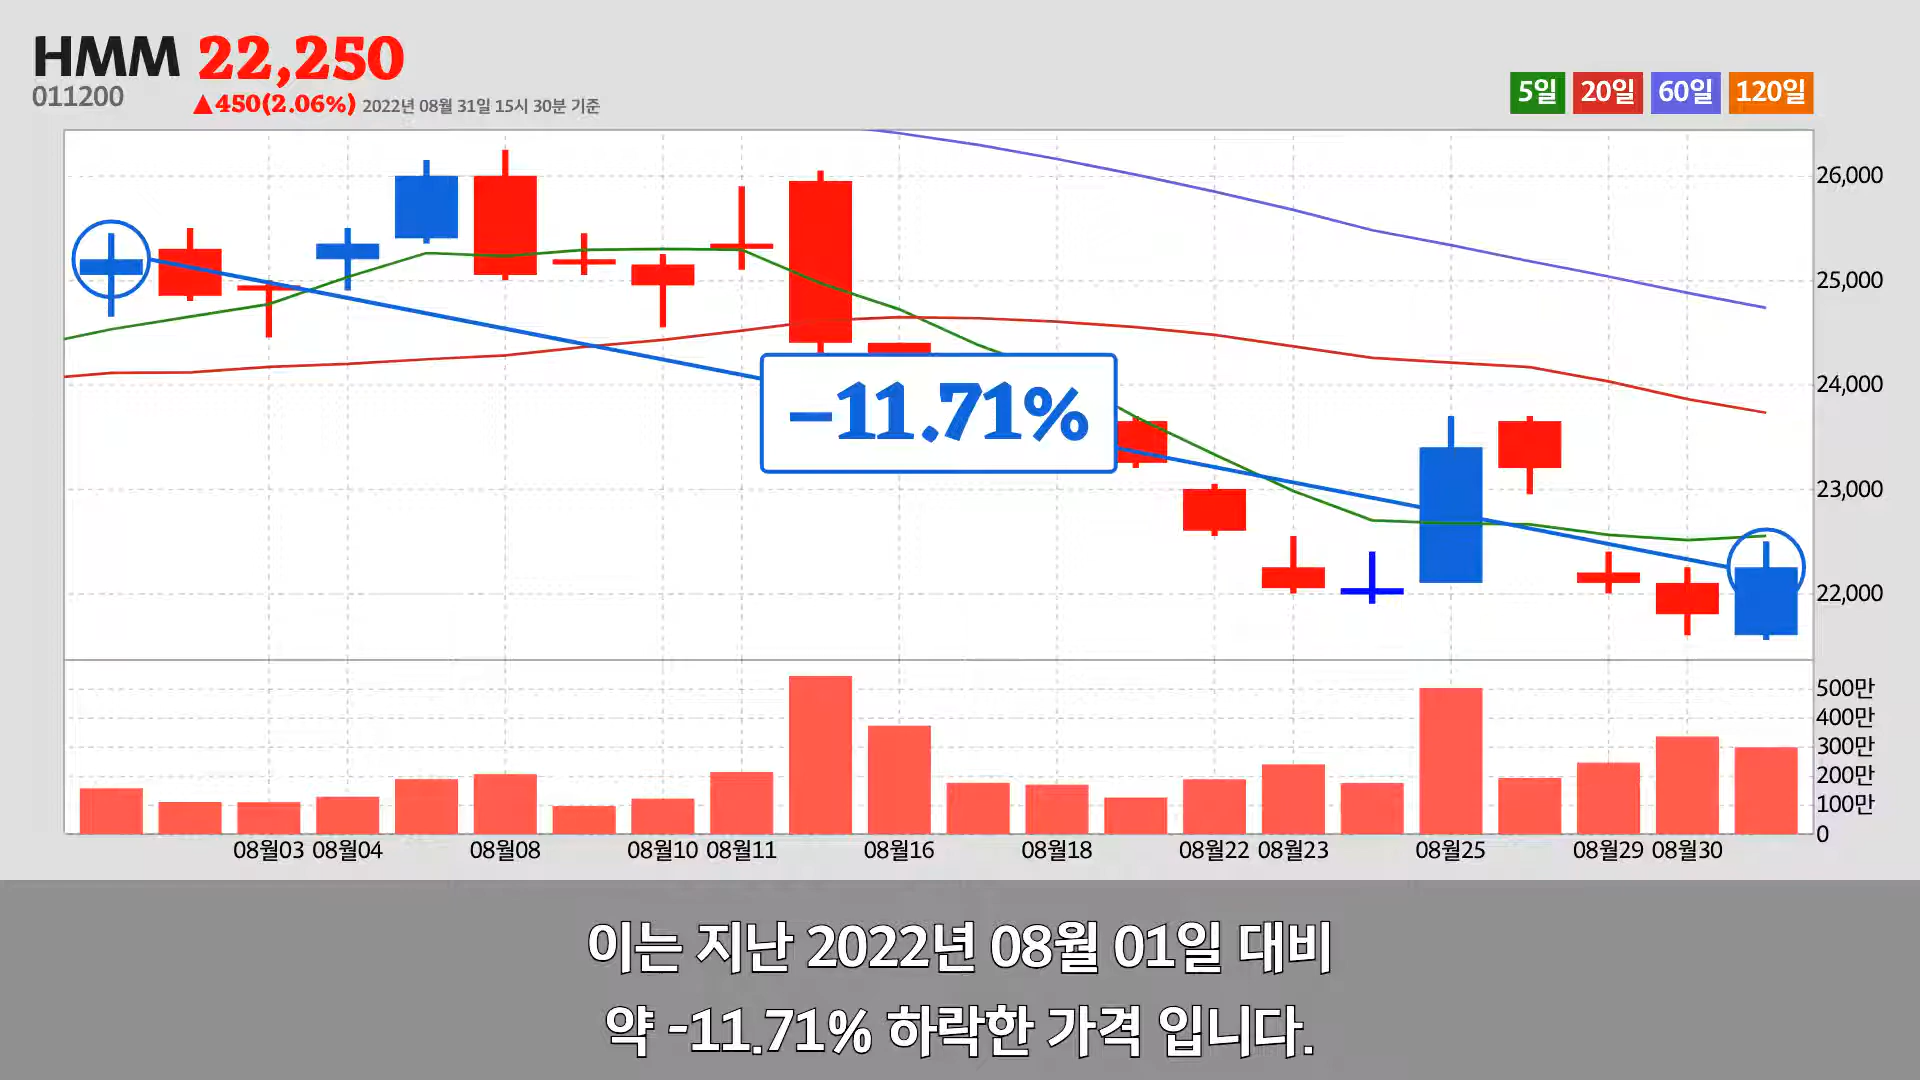 HMM 22,250
011200 ▲450(2.06%) 2022년 08월 31일 15시 30분 기준
5일 20일 60일 120일
26,000
25,000
24,000
23,000
22,000
-11.71%
500만
400만
300만
200만
100만
0
08월03 08월04 08월08 08월10 08월11 08월16 08월18 08월22 08월23 08월25 08월29 08월30
이는 지난 2022년 08월 01일 대비
약 -11.71% 하락한 가격 입니다.